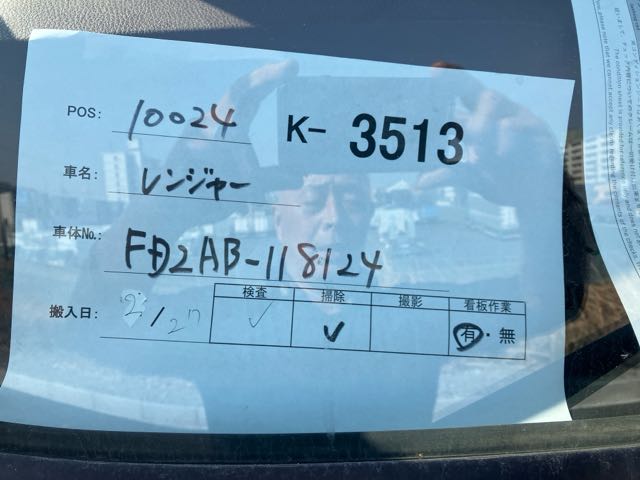 POS: 10024
K- 3513
車名: レンジャー
車体No.: FD2AB-118124
搬入日: 2/27
検査 掃除 撮影 看板作業
✓ ✓ 有・無